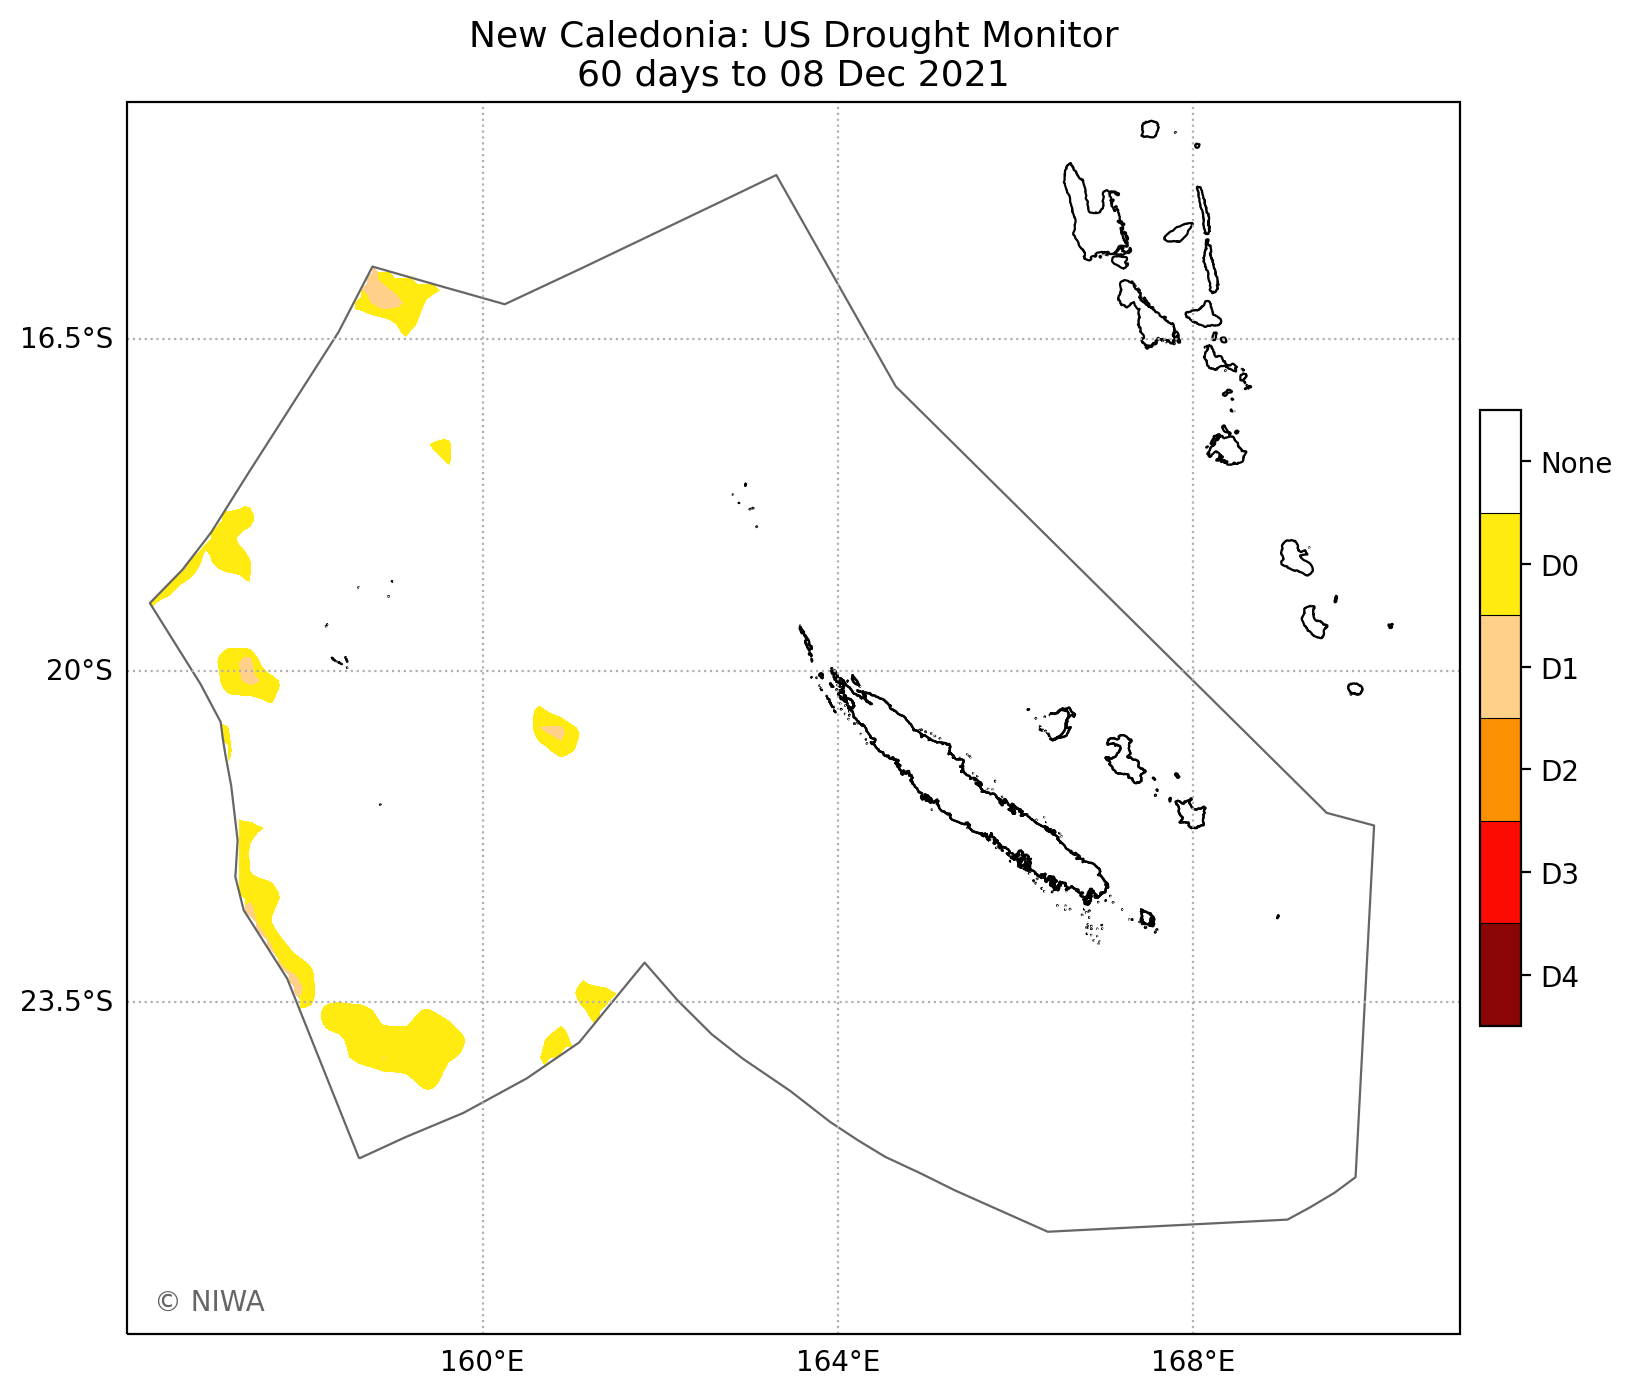 New Caledonia: US Drought Monitor
60 days to 08 Dec 2021
16.5°S
20°S
23.5°S
160°E
164°E
168°E
None
D0
D1
D2
D3
D4
© NIWA